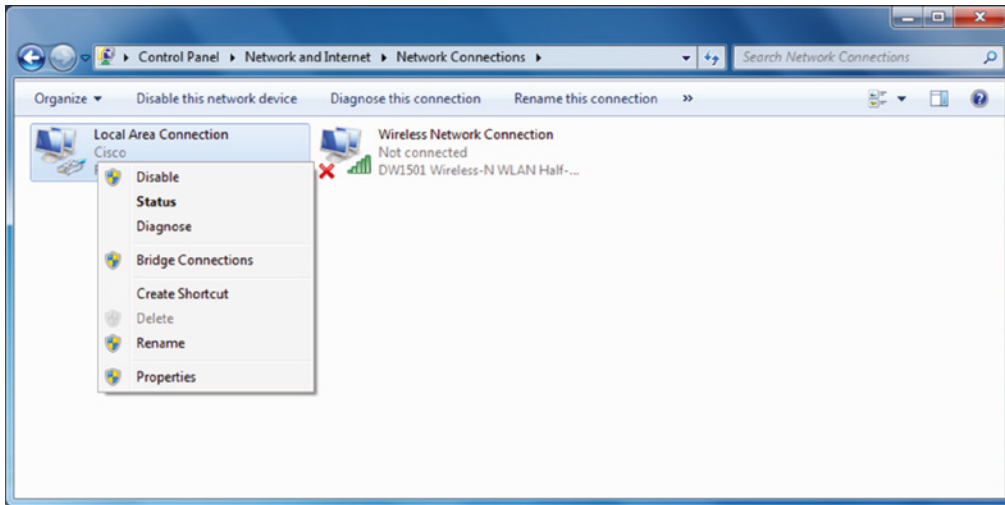 Control Panel ▸ Network and Internet ▸ Network Connections ▸
Search Network Connections
Organize ▾ Disable this network device Diagnose this connection Rename this connection »
Local Area Connection
Cisco
Wireless Network Connection
Not connected
DW1501 Wireless-N WLAN Half-...
Disable
Status
Diagnose
Bridge Connections
Create Shortcut
Delete
Rename
Properties